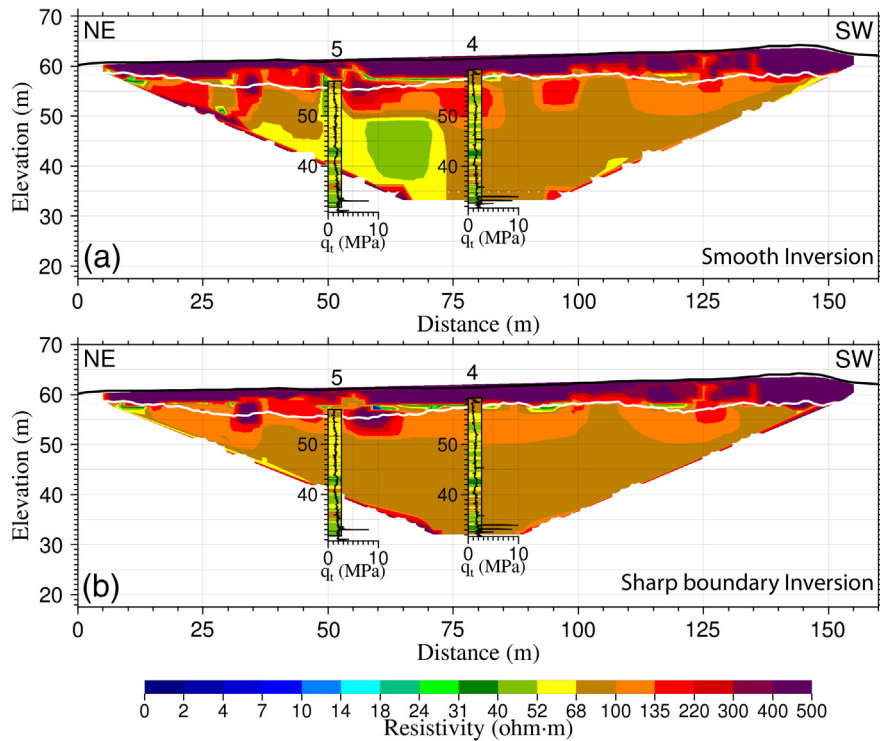 70
NE
SW
60
5
4
50
50
50
40
40
40
30
0
10
0
10
qt (MPa)
qt (MPa)
20
(a)
Smooth Inversion
0
25
50
75
100
125
150
Distance (m)
Elevation (m)
70
NE
SW
60
5
4
50
50
50
40
40
40
30
0
10
0
10
qt (MPa)
qt (MPa)
20
(b)
Sharp boundary Inversion
0
25
50
75
100
125
150
Distance (m)
Elevation (m)
0 2 4 7 10 14 18 24 31 40 52 68 100 135 220 300 400 500
Resistivity (ohm·m)